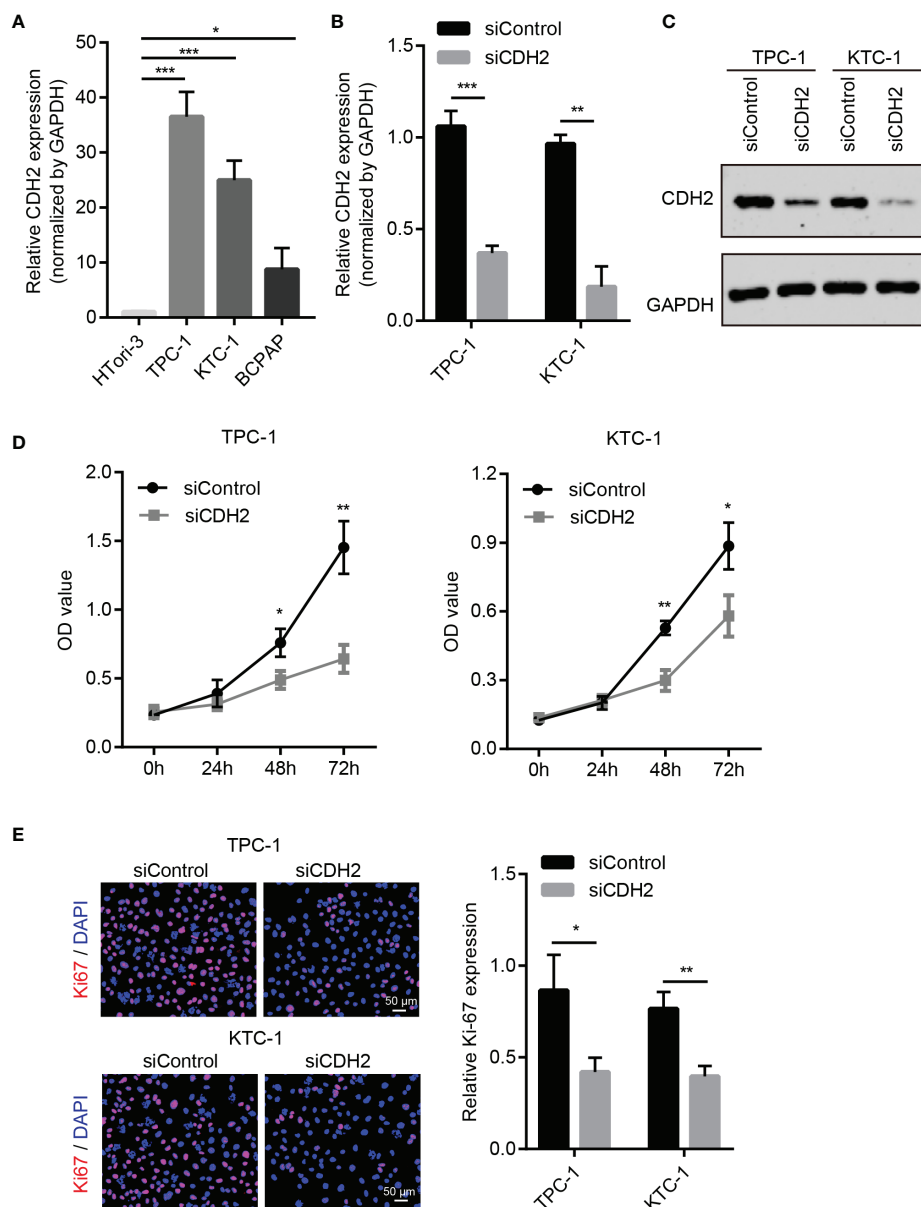 A
Relative CDH2 expression
(normalized by GAPDH)
50
40
30
20
10
0
*
***
***
HTori-3
TPC-1
KTC-1
BCPAP
B
siControl
siCDH2
Relative CDH2 expression
(normalized by GAPDH)
1.5
1.0
0.5
0.0
***
**
TPC-1
KTC-1
C
TPC-1
KTC-1
siControl
siCDH2
siControl
siCDH2
CDH2
GAPDH
D
TPC-1
siControl
siCDH2
OD value
2.0
1.5
1.0
0.5
0.0
*
**
0h
24h
48h
72h
KTC-1
siControl
siCDH2
OD value
1.2
0.9
0.6
0.3
0.0
**
*
0h
24h
48h
72h
E
TPC-1
siControl
siCDH2
Ki67 / DAPI
50 μm
KTC-1
siControl
siCDH2
Ki67 / DAPI
50 μm
siControl
siCDH2
Relative Ki-67 expression
1.5
1.0
0.5
0.0
*
**
TPC-1
KTC-1